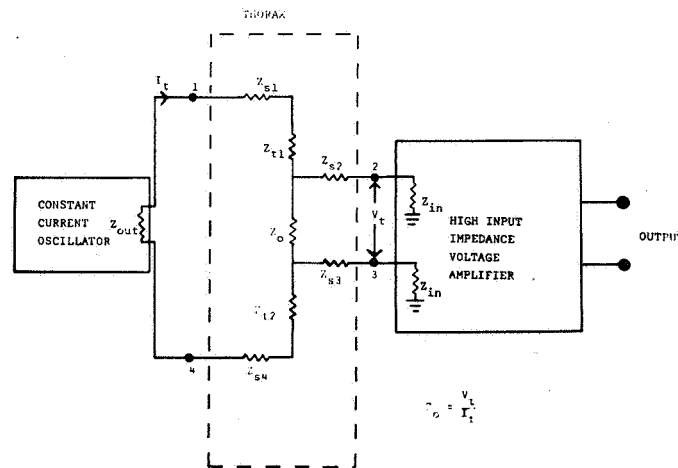 THORAX
I_t
1
Z_s1
Z_t1
Z_s2
2
CONSTANT
CURRENT
OSCILLATOR
Z_out
Z_o
V_t
Z_in
HIGH INPUT
IMPEDANCE
VOLTAGE
AMPLIFIER
OUTPUT
Z_s3
3
Z_in
Z_t2
4
Z_s4
Z_o = V_t / I_t